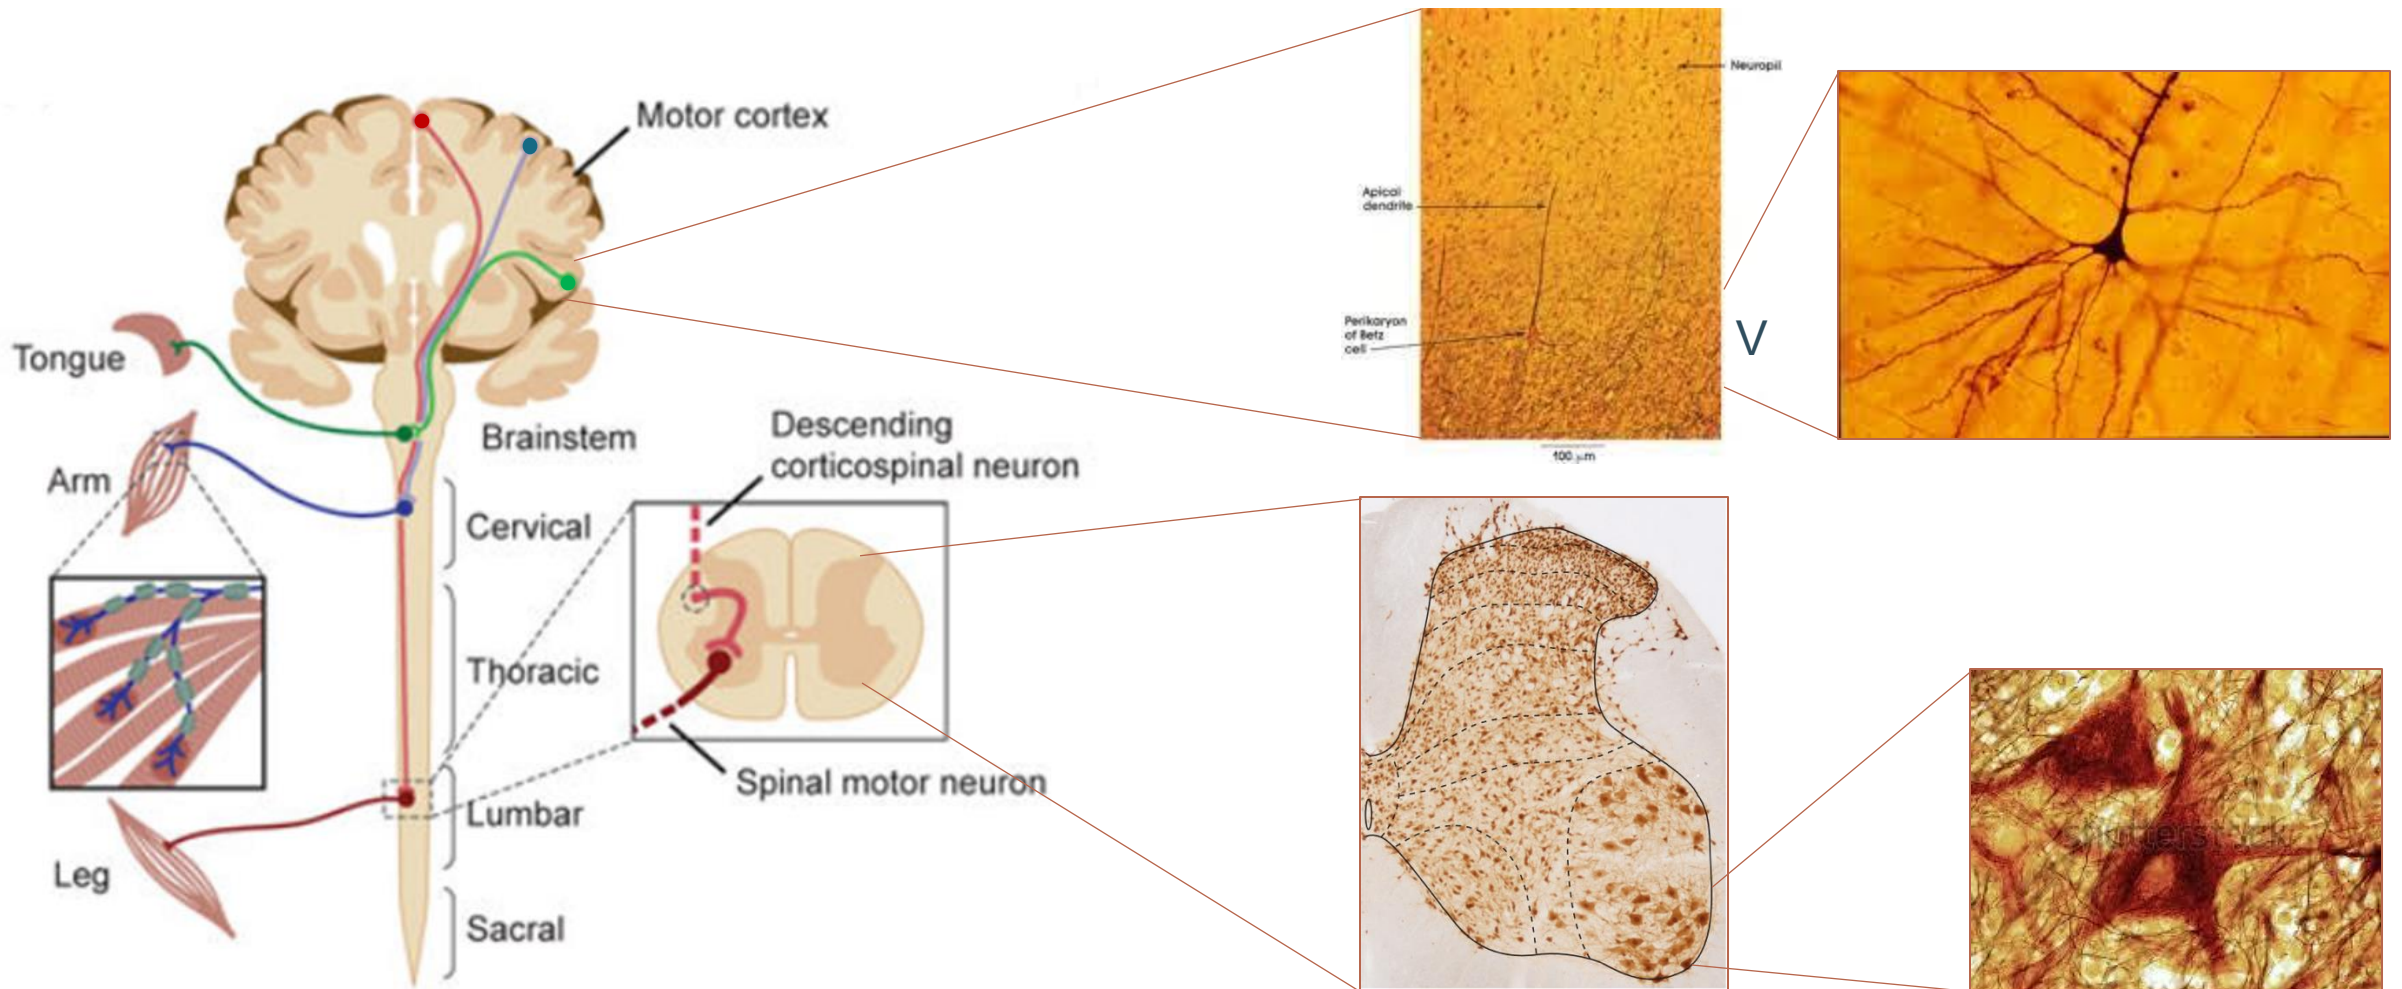 Motor cortex
Tongue
Arm
Leg
Brainstem
Cervical
Thoracic
Lumbar
Sacral
Descending
corticospinal neuron
Spinal motor neuron
Neuropil
Apical
dendrite
Perikaryon
of Betz
cell
100 μm
V
shutterstock